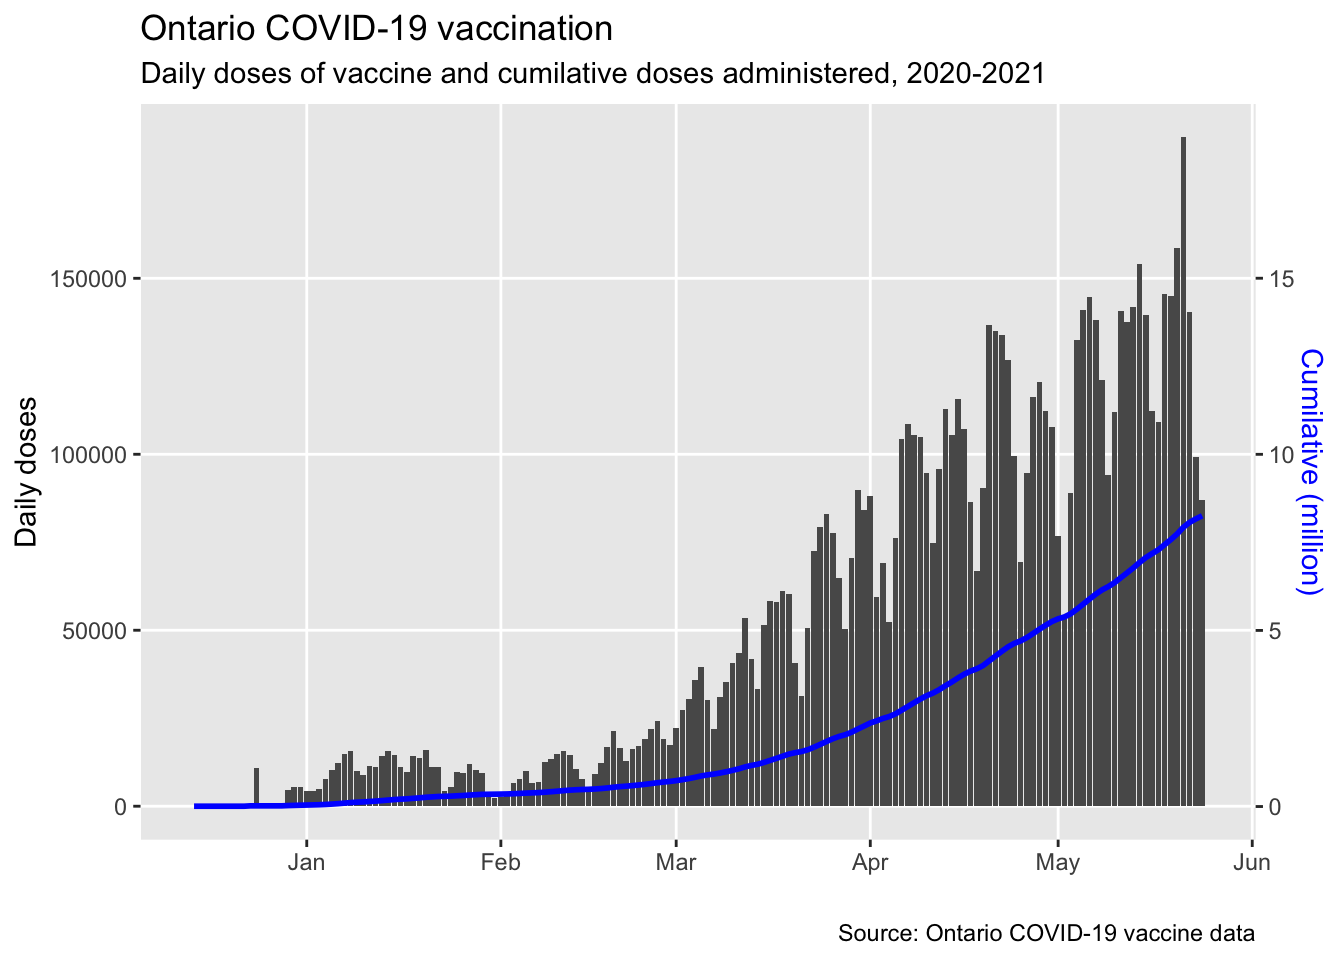 Ontario COVID-19 vaccination
Daily doses of vaccine and cumilative doses administered, 2020-2021
Daily doses
150000
100000
50000
0
15
10
5
0
Cumilative (million)
Jan Feb Mar Apr May Jun
Source: Ontario COVID-19 vaccine data